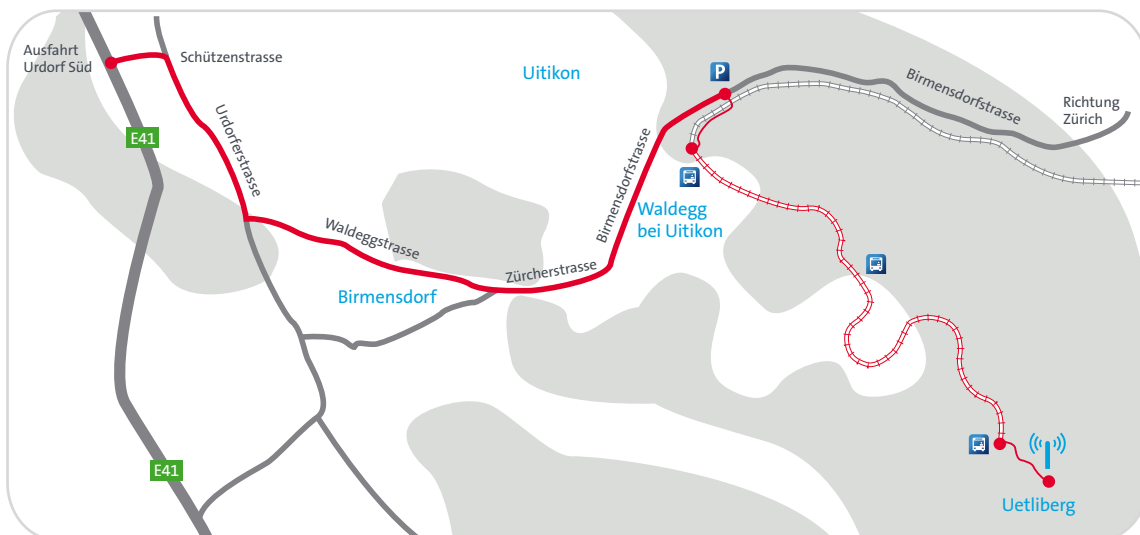 Ausfahrt
Urdorf Süd
Schützenstrasse
Uitikon
P
Birmensdorfstrasse
Richtung
Zürich
E41
Urdorferstrasse
Birmensdorfstrasse
Waldegg
bei Uitikon
Waldeggstrasse
Zürcherstrasse
Birmensdorf
E41
Uetliberg